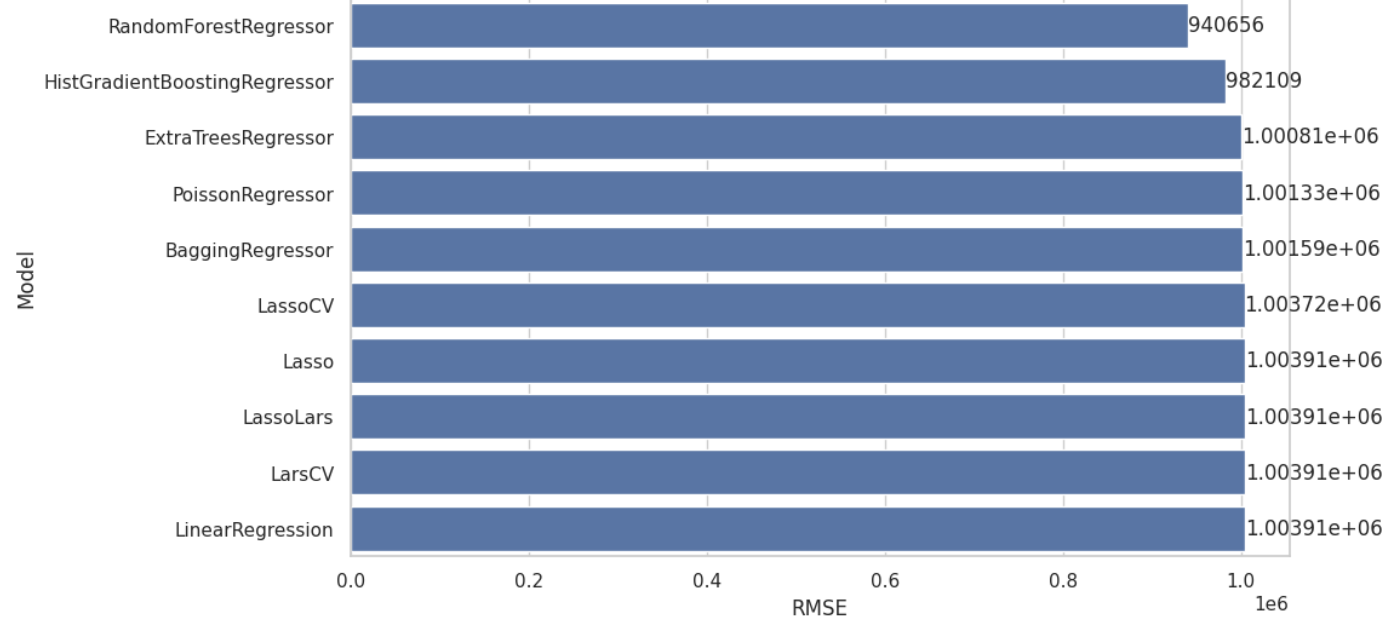 RandomForestRegressor 940656
HistGradientBoostingRegressor 982109
ExtraTreesRegressor 1.00081e+06
PoissonRegressor 1.00133e+06
BaggingRegressor 1.00159e+06
LassoCV 1.00372e+06
Lasso 1.00391e+06
LassoLars 1.00391e+06
LarsCV 1.00391e+06
LinearRegression 1.00391e+06
Model
0.0 0.2 0.4 0.6 0.8 1.0
1e6
RMSE